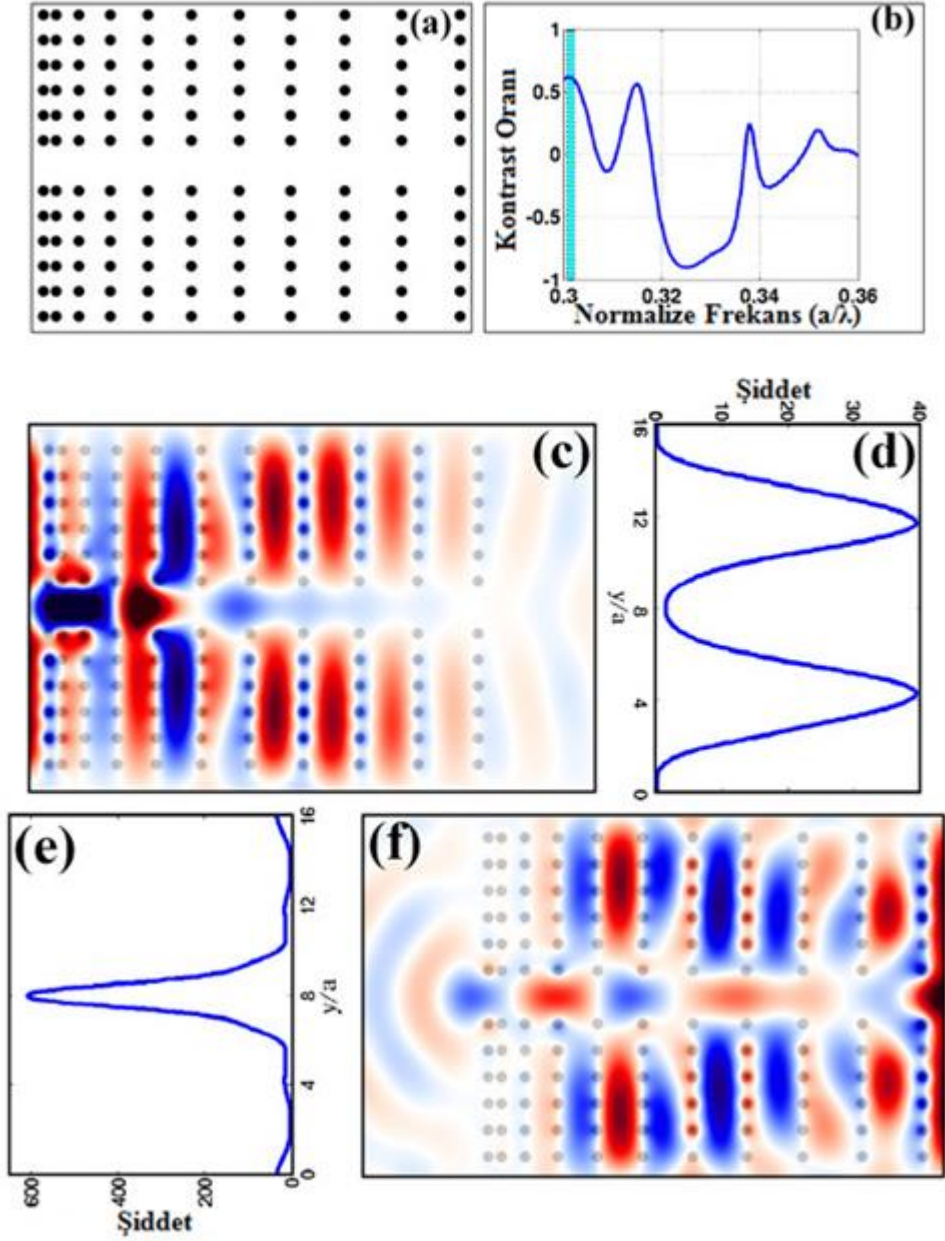 (a)
(b)
Kontrast Oranı
1
0.5
0
-0.5
-1
0.3
0.32
0.34
0.36
Normalize Frekans (a/λ)
(c)
Şiddet
0
10
20
30
40
(d)
16
12
8
4
0
y/a
(e)
16
12
8
4
0
y/a
600
400
200
0
Şiddet
(f)